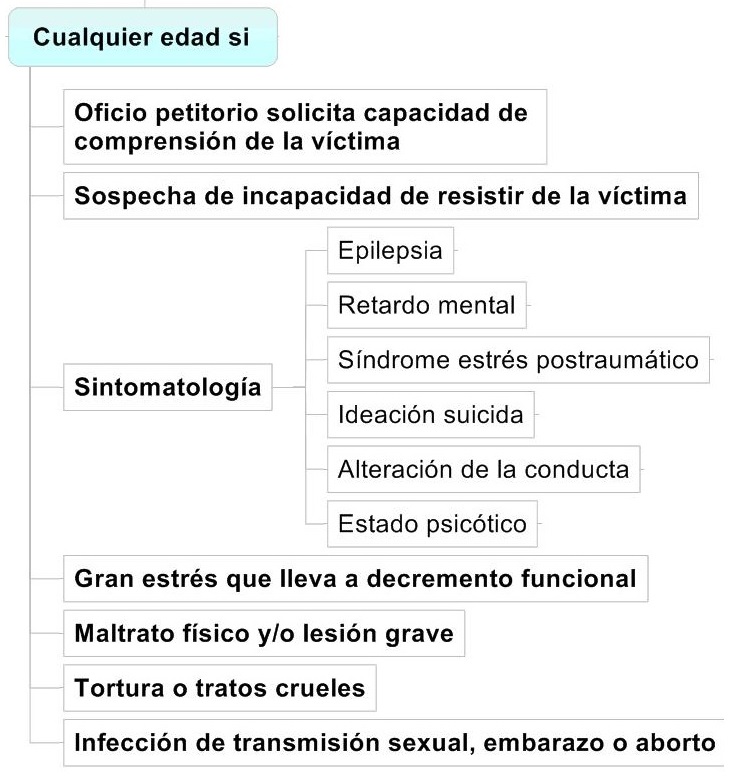 Cualquier edad si
Oficio petitorio solicita capacidad de
comprensión de la víctima
Sospecha de incapacidad de resistir de la víctima
Epilepsia
Retardo mental
Síndrome estrés postraumático
Sintomatología
Ideación suicida
Alteración de la conducta
Estado psicótico
Gran estrés que lleva a decremento funcional
Maltrato físico y/o lesión grave
Tortura o tratos crueles
Infección de transmisión sexual, embarazo o aborto